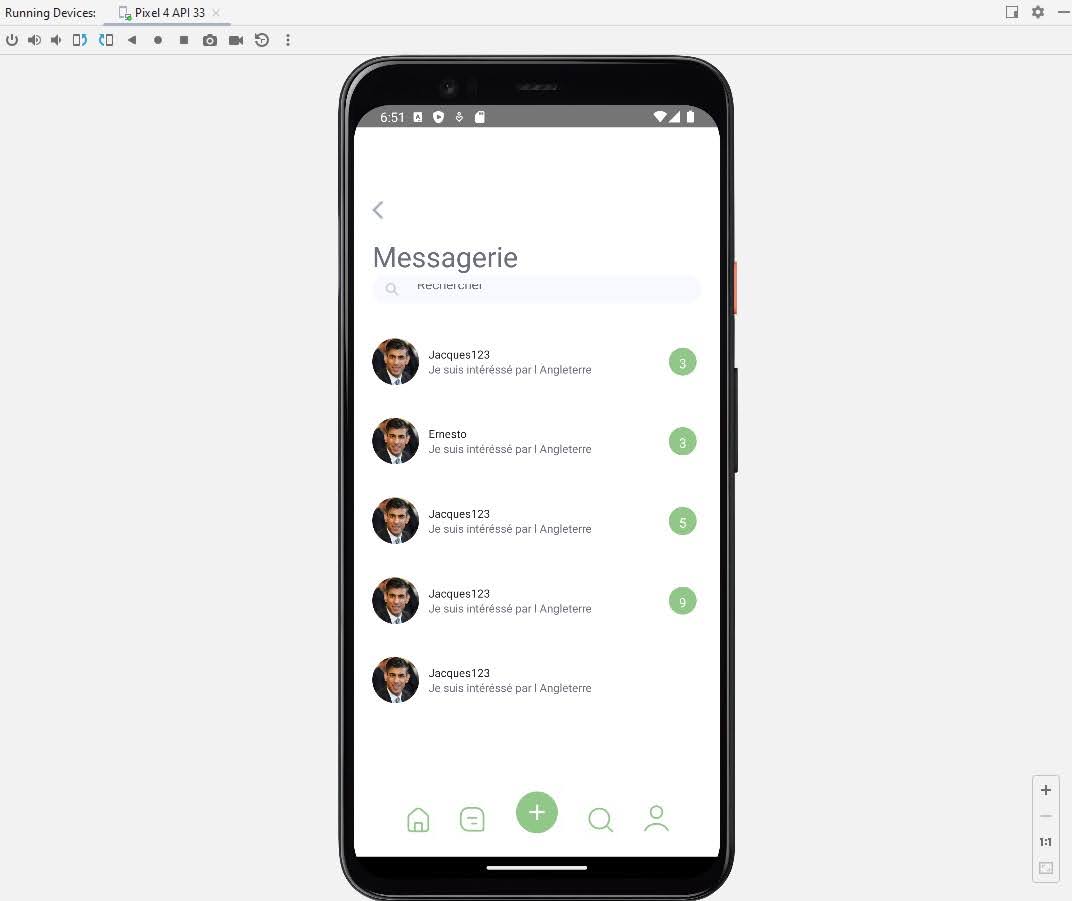 Running Devices: Pixel 4 API 33
6:51
Messagerie
Rechercher
Jacques123
Je suis intéréssé par l Angleterre
3
Ernesto
Je suis intéréssé par l Angleterre
3
Jacques123
Je suis intéréssé par l Angleterre
5
Jacques123
Je suis intéréssé par l Angleterre
9
Jacques123
Je suis intéréssé par l Angleterre
1:1